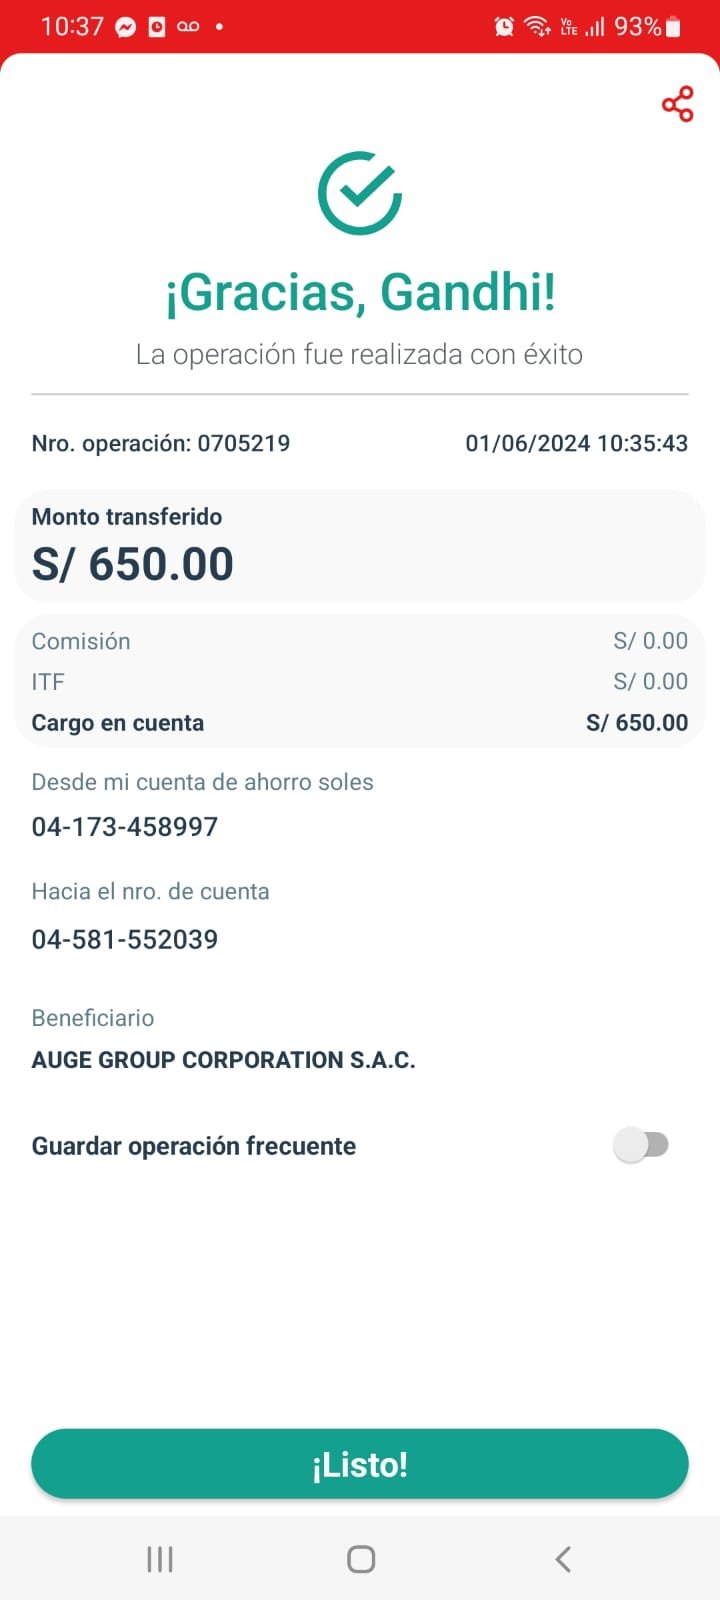 10:37
Vo LTE 93%
¡Gracias, Gandhi!
La operación fue realizada con éxito
Nro. operación: 0705219 01/06/2024 10:35:43
Monto transferido
S/ 650.00
Comisión S/ 0.00
ITF S/ 0.00
Cargo en cuenta S/ 650.00
Desde mi cuenta de ahorro soles
04-173-458997
Hacia el nro. de cuenta
04-581-552039
Beneficiario
AUGE GROUP CORPORATION S.A.C.
Guardar operación frecuente
¡Listo!